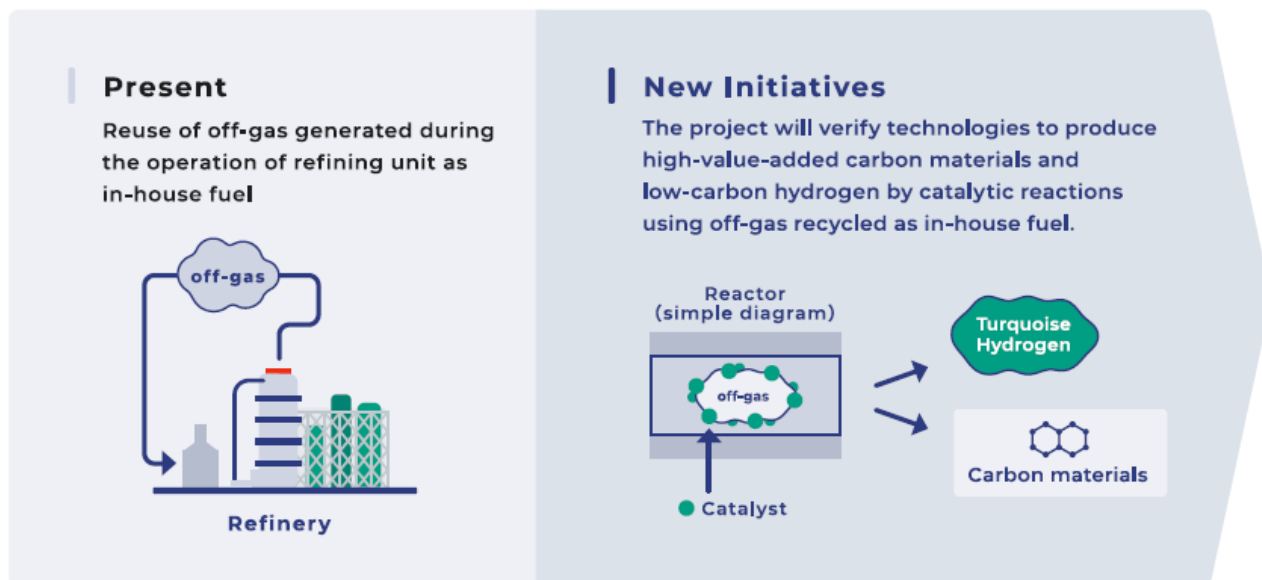 Present
Reuse of off-gas generated during
the operation of refining unit as
in-house fuel
off-gas
Refinery
New Initiatives
The project will verify technologies to produce
high-value-added carbon materials and
low-carbon hydrogen by catalytic reactions
using off-gas recycled as in-house fuel.
Reactor
(simple diagram)
off-gas
Catalyst
Turquoise
Hydrogen
Carbon materials